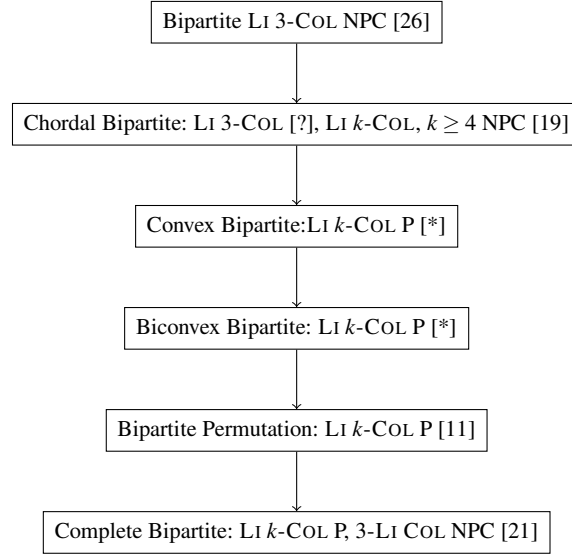 Bipartite LI 3-COL NPC [26]
Chordal Bipartite: LI 3-COL [?], LI k-COL, k ≥ 4 NPC [19]
Convex Bipartite:LI k-COL P [*]
Biconvex Bipartite: LI k-COL P [*]
Bipartite Permutation: LI k-COL P [11]
Complete Bipartite: LI k-COL P, 3-LI COL NPC [21]